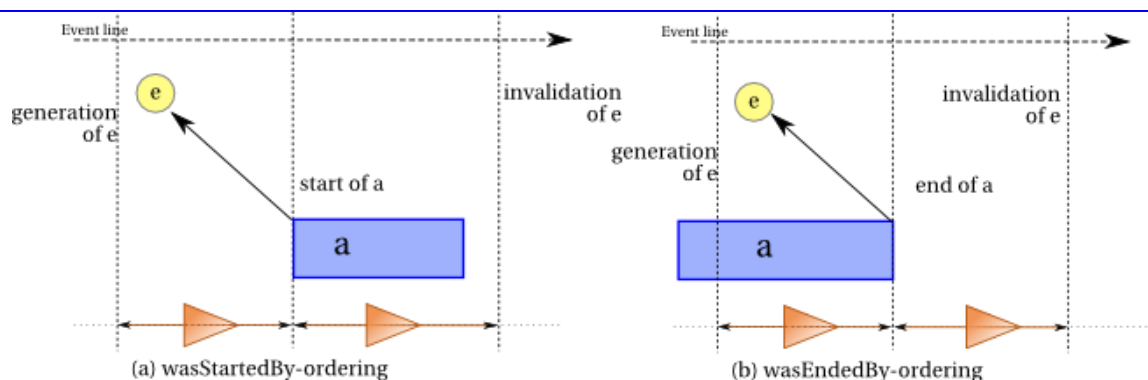 Event line
e
generation
of e
invalidation
of e
start of a
a
(a) wasStartedBy-ordering
Event line
e
invalidation
of e
generation
of e
end of a
a
(b) wasEndedBy-ordering